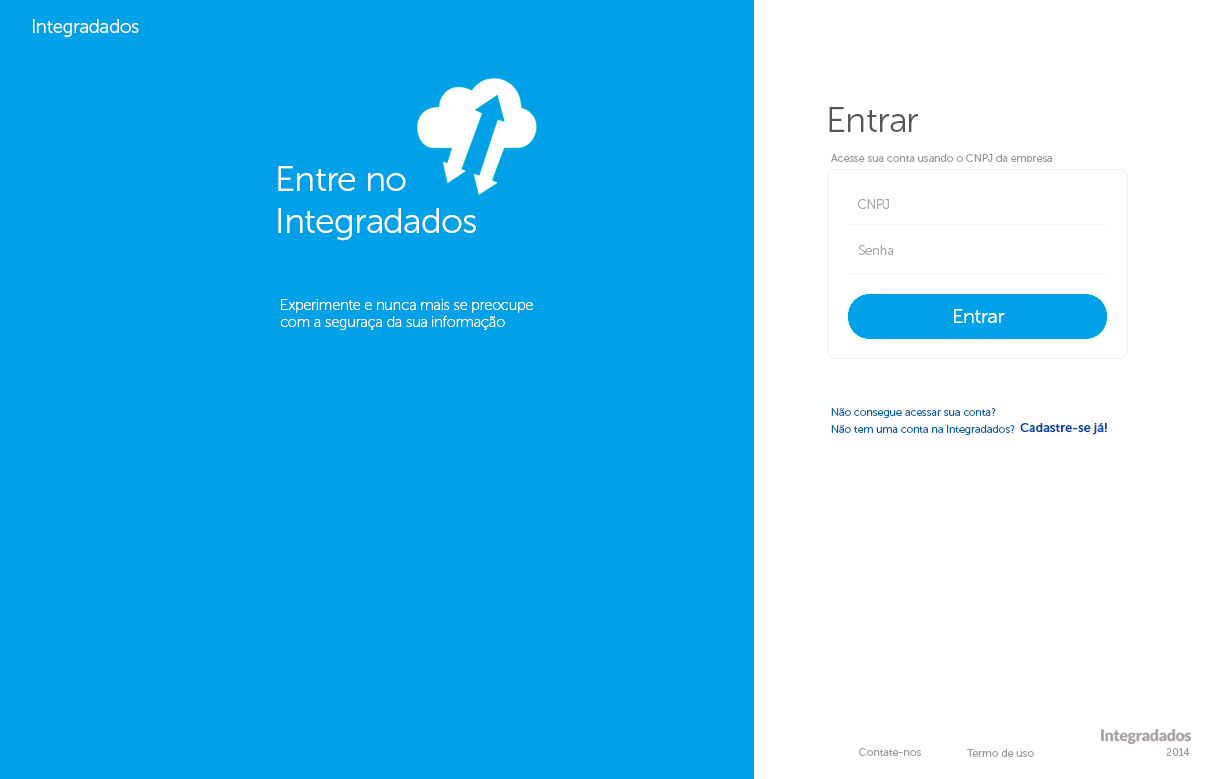 Integradados
Entre no
Integradados
Experimente e nunca mais se preocupe
com a seguraça da sua informação
Entrar
Acesse sua conta usando o CNPJ da empresa
CNPJ
Senha
Entrar
Não consegue acessar sua conta?
Não tem uma conta na Integradados? Cadastre-se já!
Contate-nos
Termo de uso
Integradados
2014